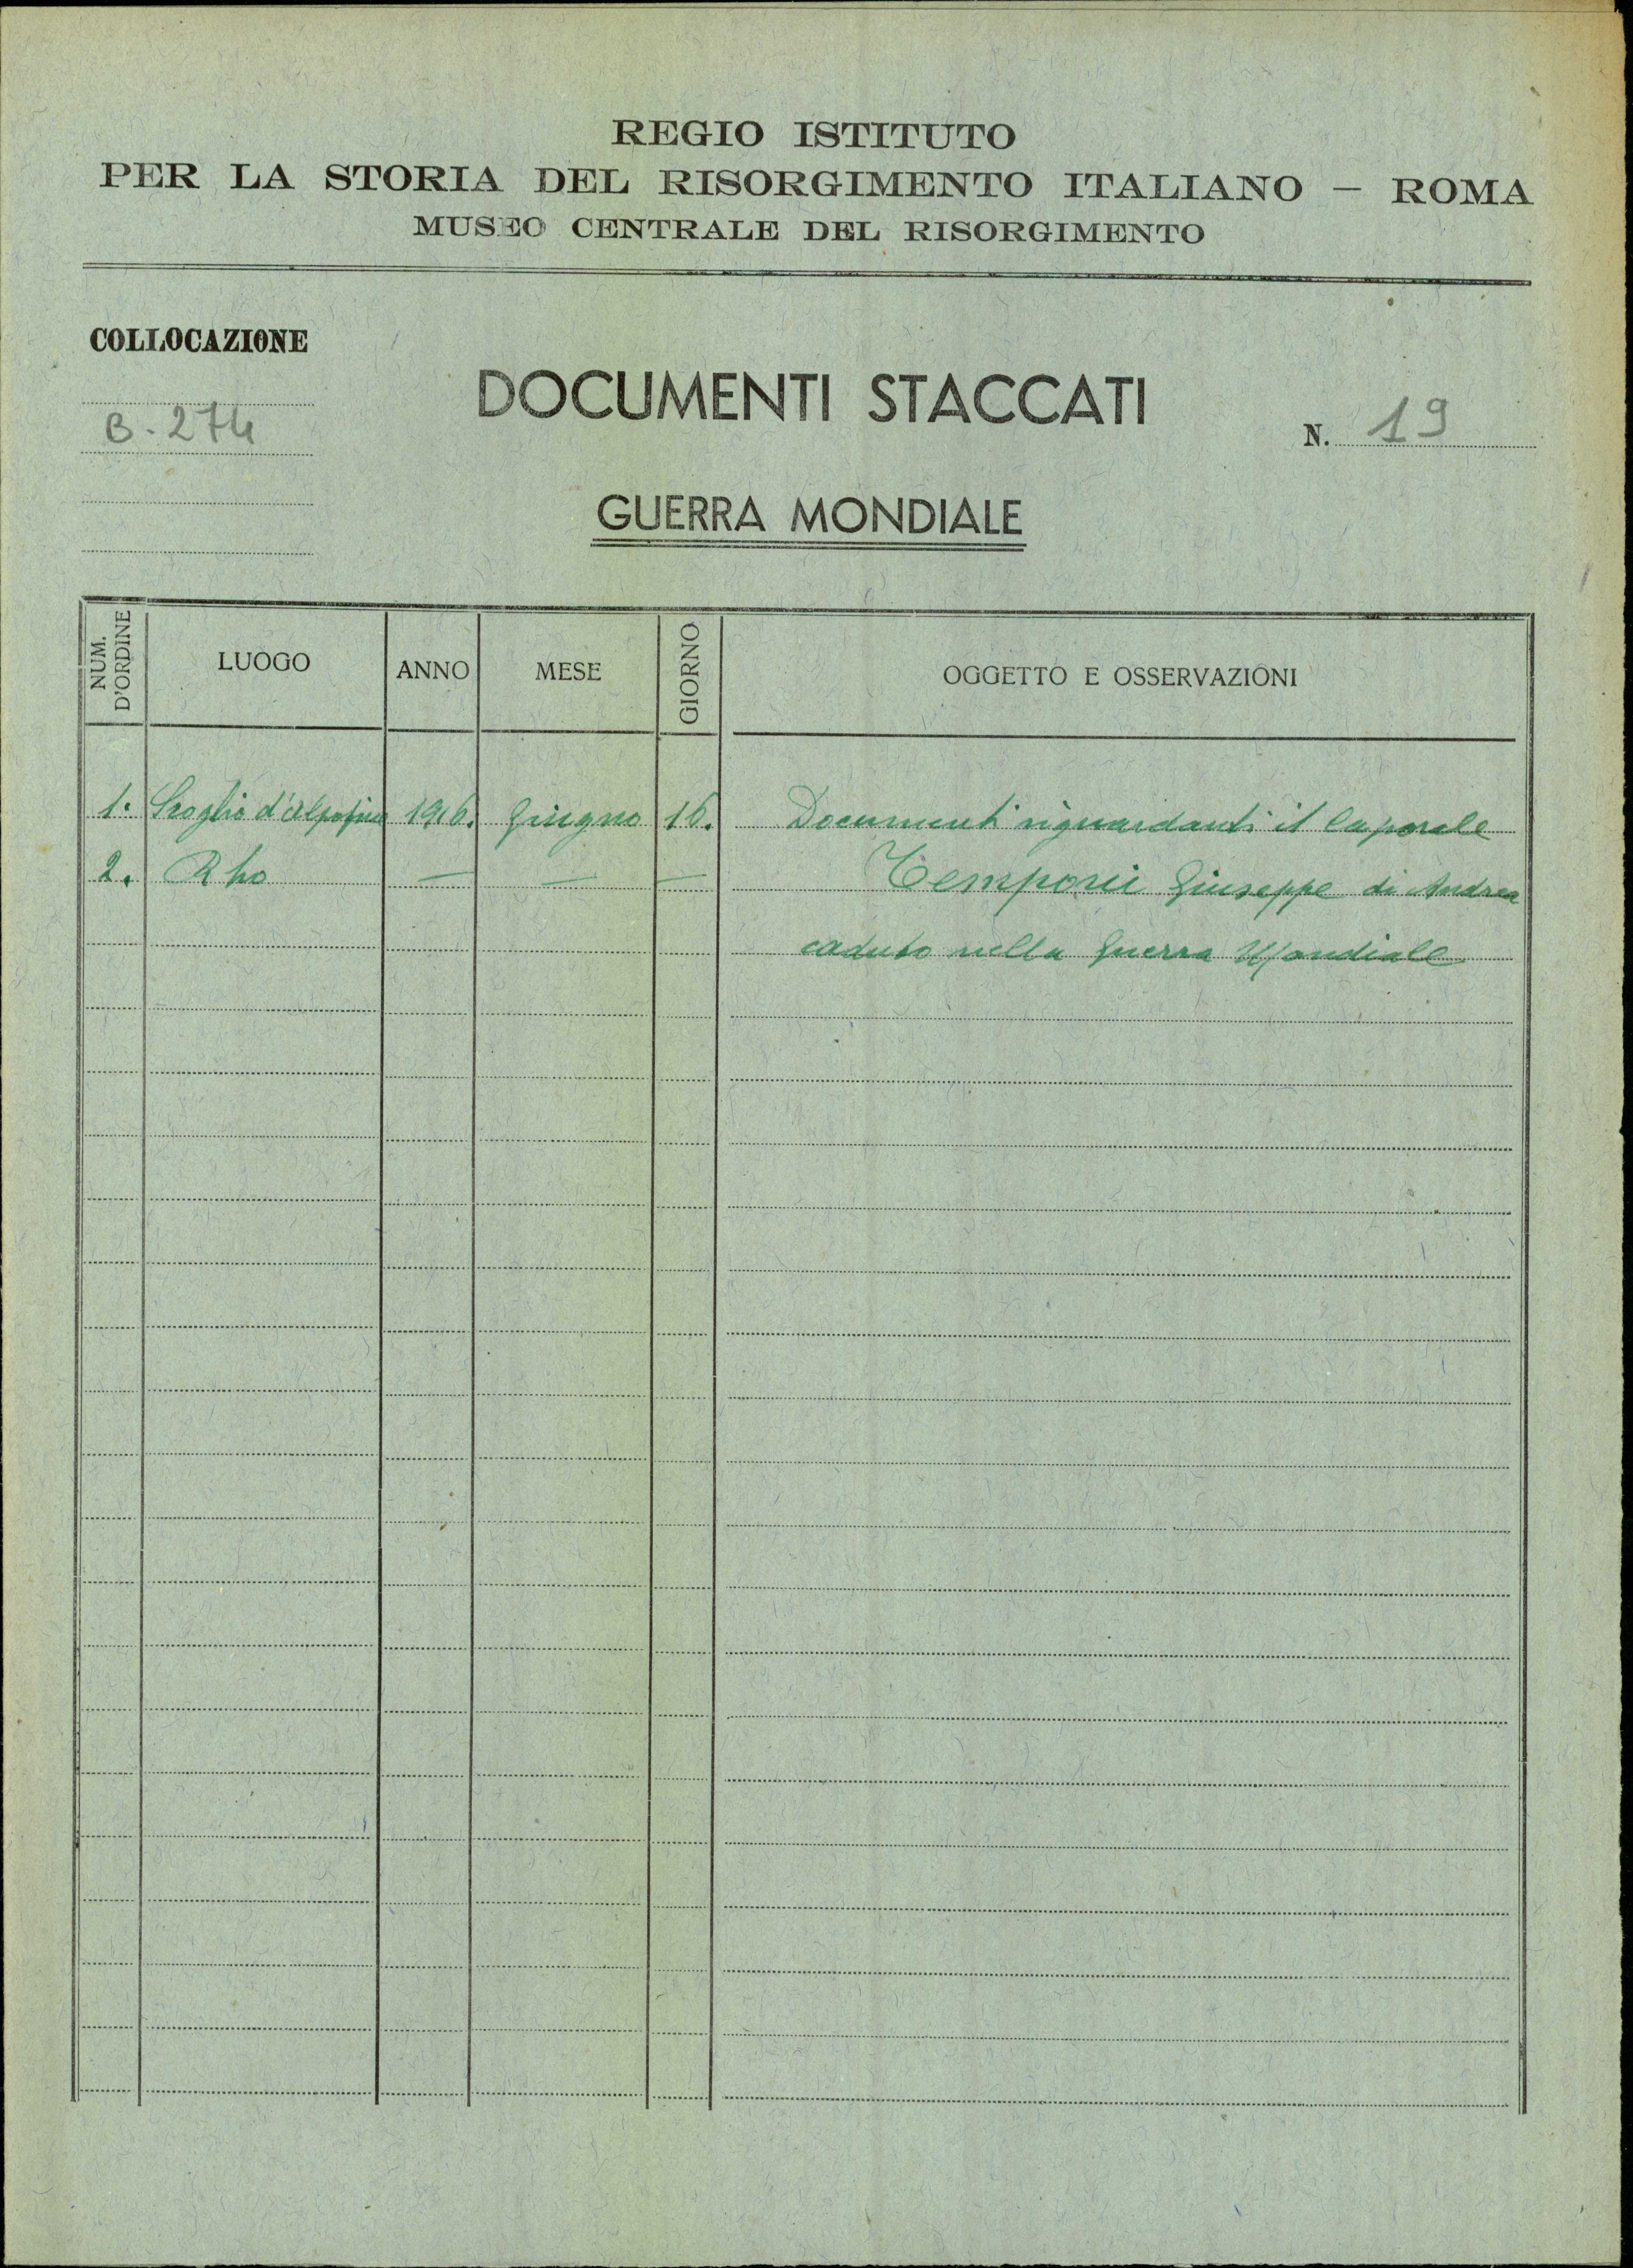 REGIO ISTITUTO
PER LA STORIA DEL RISORGIMENTO ITALIANO — ROMA
MUSEO CENTRALE DEL RISORGIMENTO
COLLOCAZIONE
B. 274
DOCUMENTI STACCATI
N. 19
GUERRA MONDIALE
NUM. D'ORDINE LUOGO ANNO MESE GIORNO OGGETTO E OSSERVAZIONI
1. 1916. Giugno 16. Documenti riguardanti il Caporale
2. Rho — — — Giuseppe di Andrea
caduto nella Guerra Mondiale